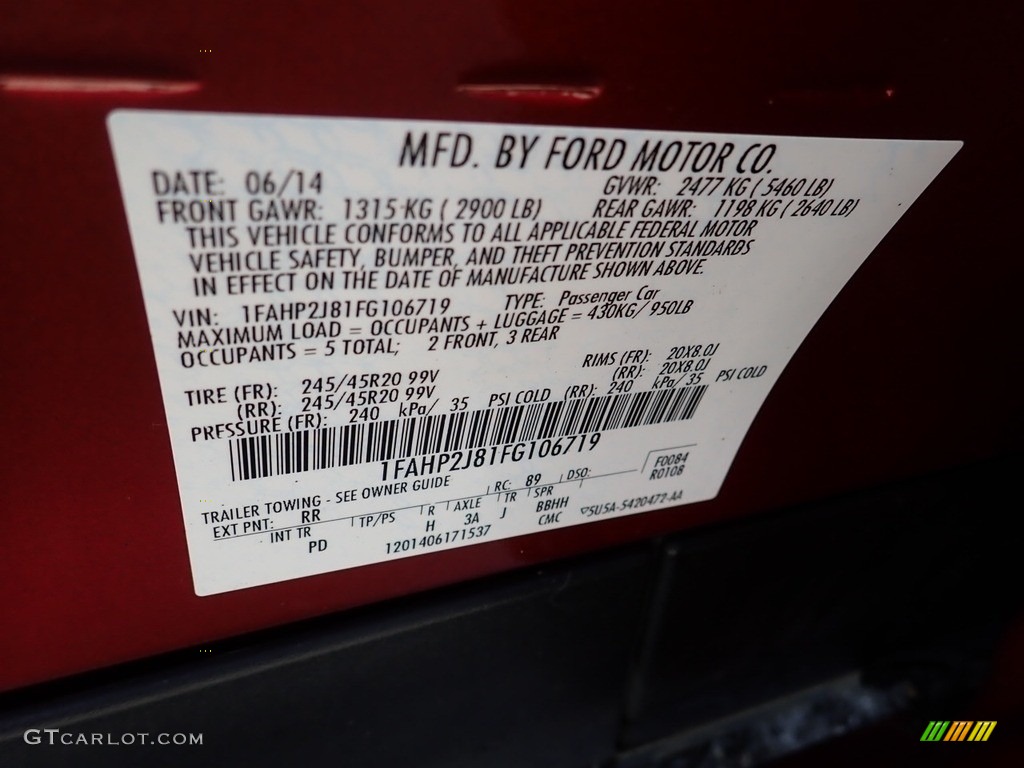 MFD. BY FORD MOTOR CO.
DATE: 06/14 GVWR: 2477 KG ( 5460 LB)
FRONT GAWR: 1315 KG ( 2900 LB) REAR GAWR: 1198 KG ( 2640 LB)
THIS VEHICLE CONFORMS TO ALL APPLICABLE FEDERAL MOTOR
VEHICLE SAFETY, BUMPER, AND THEFT PREVENTION STANDARDS
IN EFFECT ON THE DATE OF MANUFACTURE SHOWN ABOVE.
VIN: 1FAHP2J81FG106719 TYPE: Passenger Car
MAXIMUM LOAD = OCCUPANTS + LUGGAGE = 430KG/ 950LB
OCCUPANTS = 5 TOTAL; 2 FRONT, 3 REAR
TIRE (FR): 245/45R20 99V RIMS (FR): 20X8.0J
(RR): 245/45R20 99V (RR): 20X8.0J
PRESSURE (FR): 240 kPa/ 35 PSI COLD (RR): 240 kPa/ 35 PSI COLD
1FAHP2J81FG106719
TRAILER TOWING - SEE OWNER GUIDE F0084
EXT PNT: RR RC: 89 DSO: R0108
INT TR TP/PS R AXLE TR SPR
PD H 3A J BBHH
1201406171537 CMC ▽5U5A-5420472-AA
GTCARLOT.COM